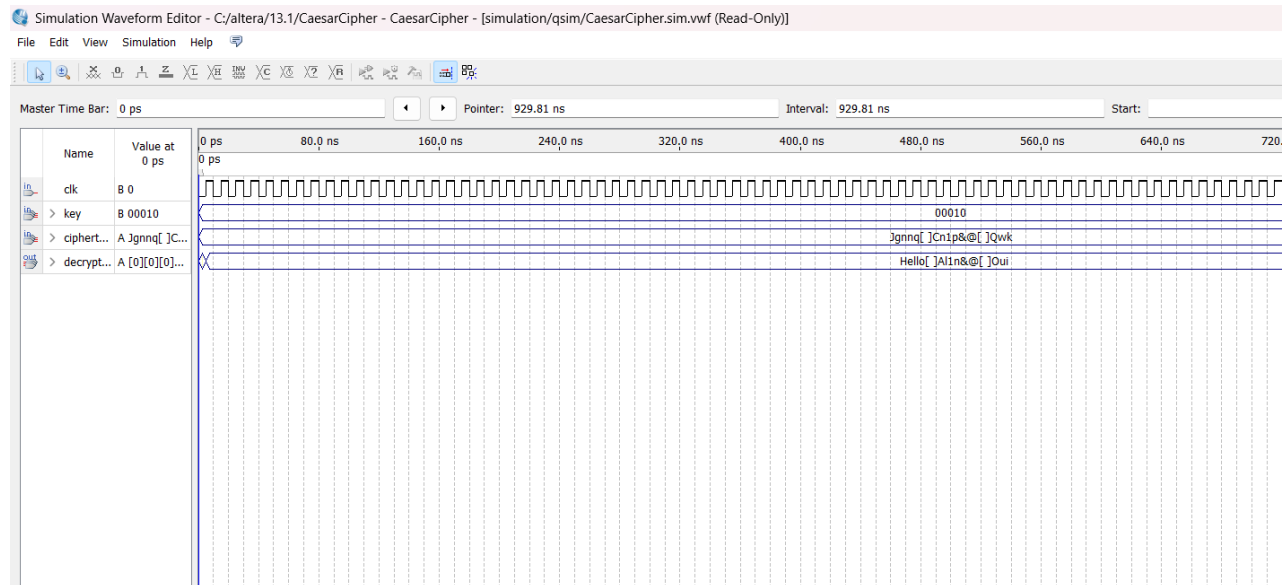 Simulation Waveform Editor - C:/altera/13.1/CaesarCipher - CaesarCipher - [simulation/qsim/CaesarCipher.sim.vwf (Read-Only)]
File Edit View Simulation Help
Master Time Bar: 0 ps Pointer: 929.81 ns Interval: 929.81 ns Start:
Name Value at 0 ps 0 ps 80.0 ns 160.0 ns 240.0 ns 320.0 ns 400.0 ns 480.0 ns 560.0 ns 640.0 ns 720.
0 ps
clk B 0
key B 00010 00010
ciphert... A Jgnnq[ ]C... Jgnnq[ ]Cn1p&@[ ]Qwk
decrypt... A [0][0][0]... Hello[ ]Al1n&@[ ]Oui